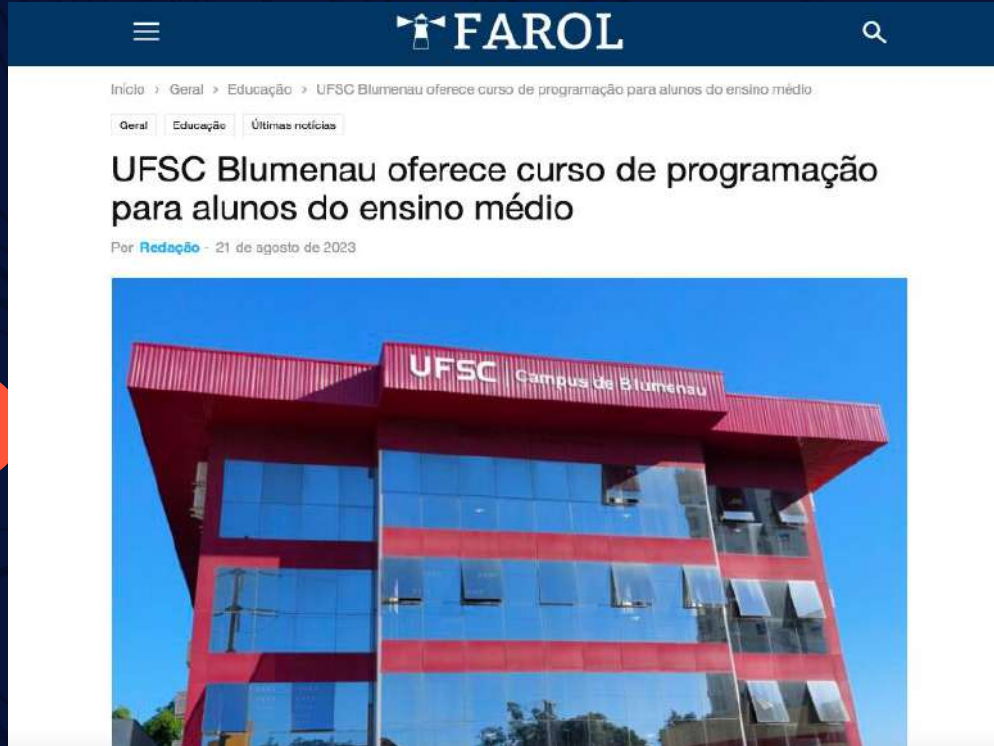 FAROL
Início > Geral > Educação > UFSC Blumenau oferece curso de programação para alunos do ensino médio
Geral Educação Últimas notícias
UFSC Blumenau oferece curso de programação
para alunos do ensino médio
Por Redação - 21 de agosto de 2023
UFSC Campus de Blumenau